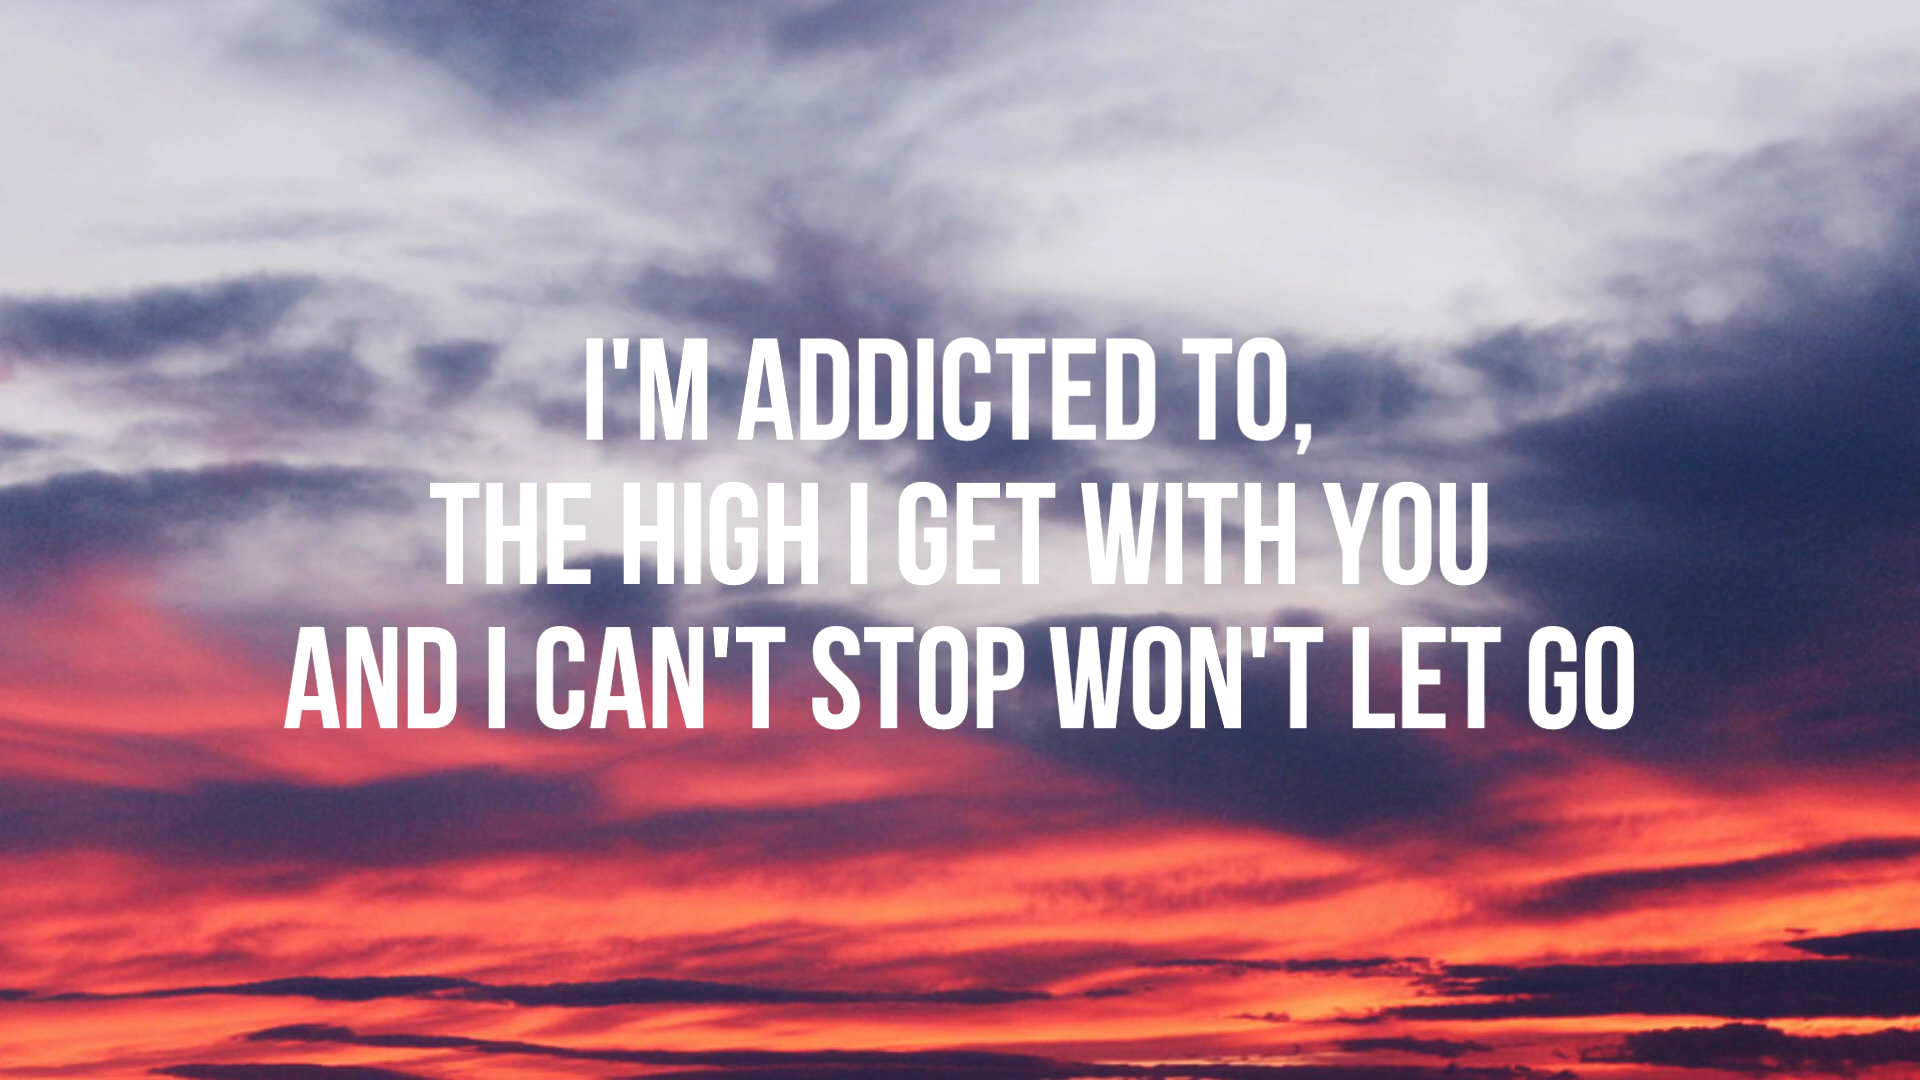 I'M ADDICTED TO,
THE HIGH I GET WITH YOU
AND I CAN'T STOP WON'T LET GO